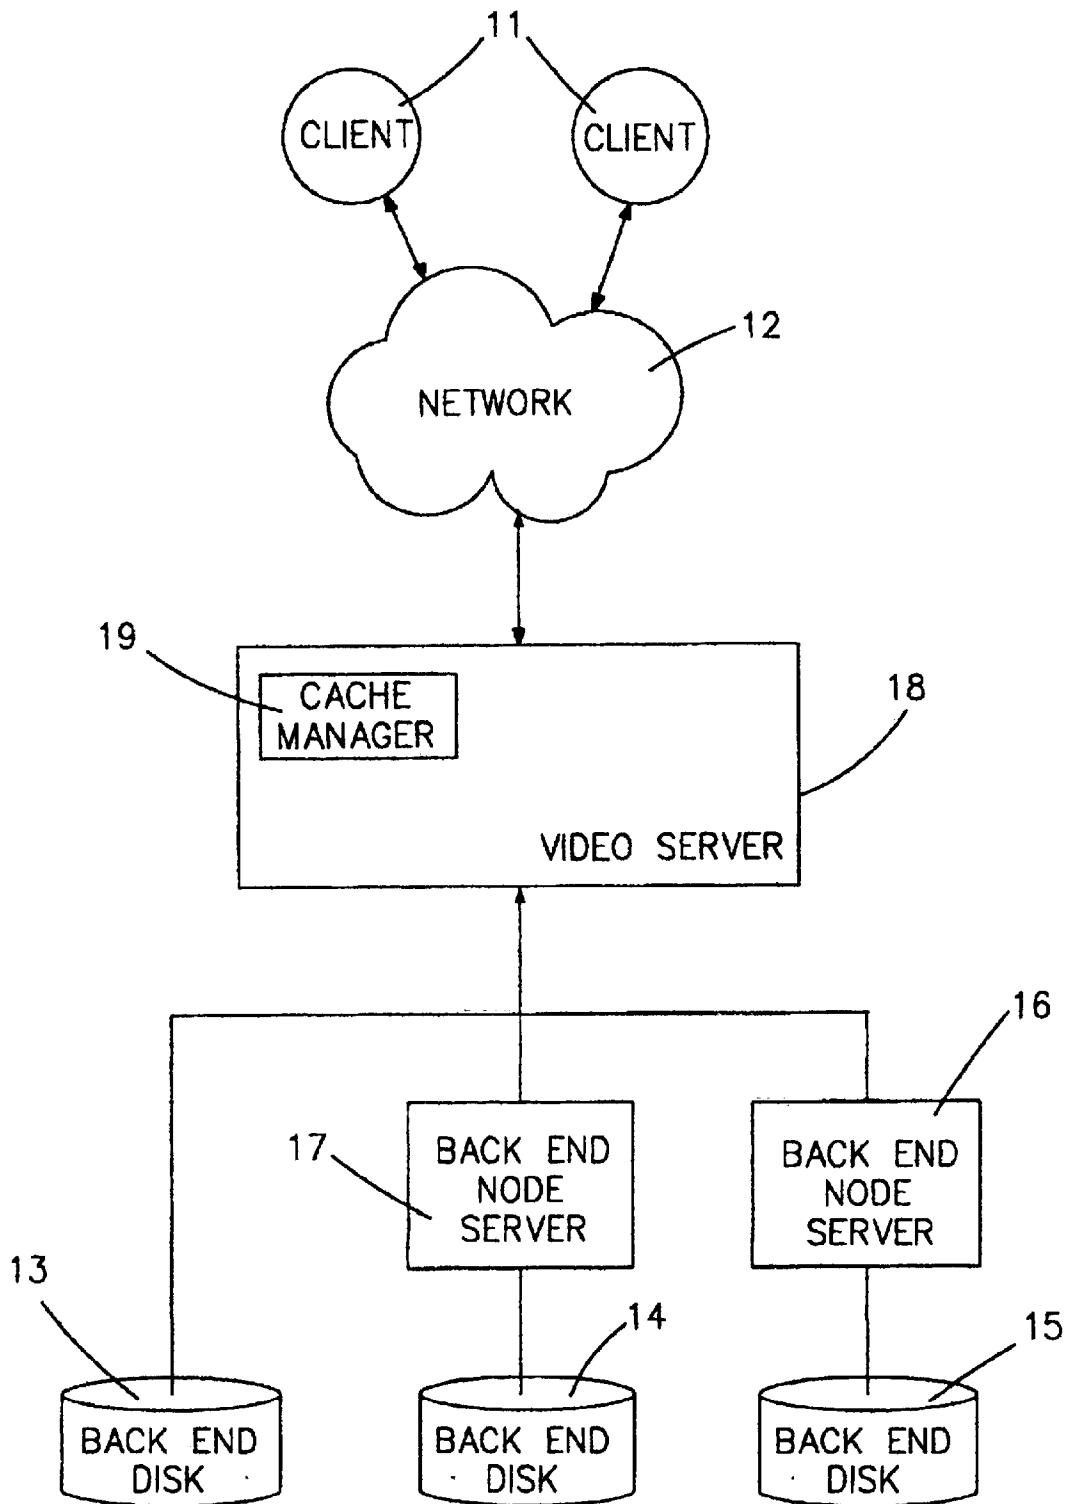 11
CLIENT
CLIENT
12
NETWORK
19
CACHE
MANAGER
18
VIDEO SERVER
16
17
BACK END
NODE
SERVER
BACK END
NODE
SERVER
13
14
15
BACK END
DISK
BACK END
DISK
BACK END
DISK